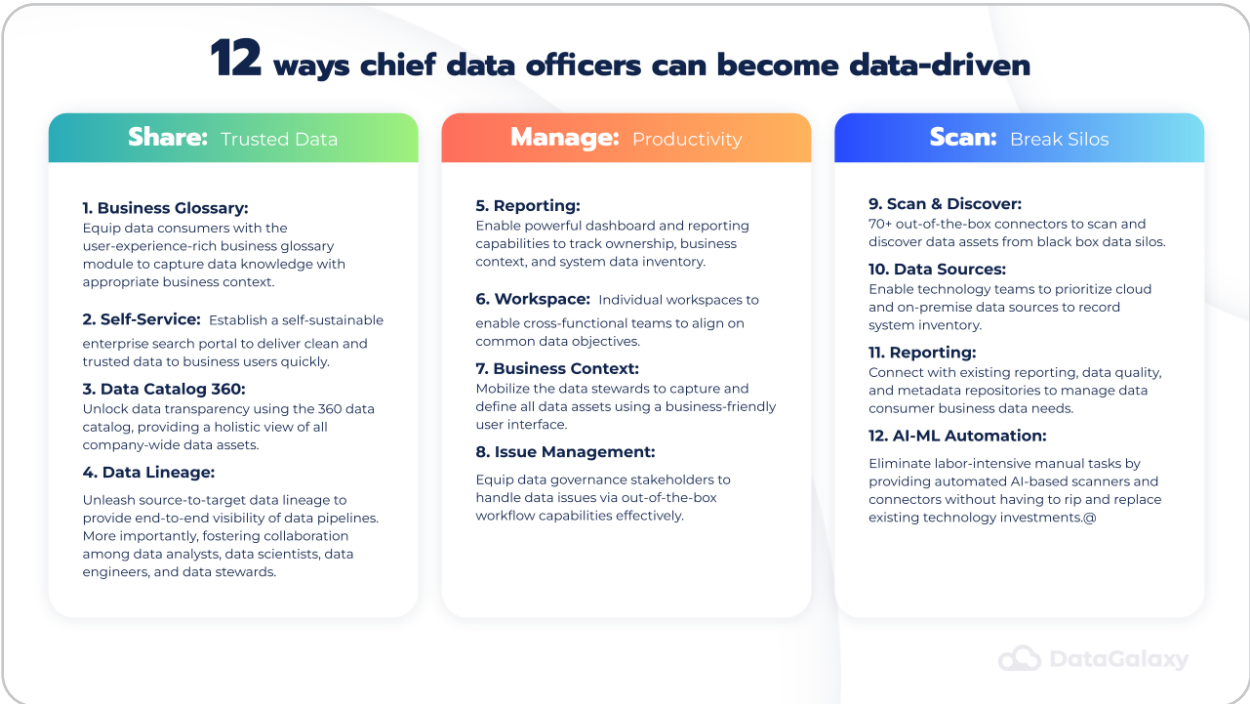 12 ways chief data officers can become data-driven
Share: Trusted Data
1. Business Glossary:
Equip data consumers with the
user-experience-rich business glossary
module to capture data knowledge with
appropriate business context.
2. Self-Service: Establish a self-sustainable
enterprise search portal to deliver clean and
trusted data to business users quickly.
3. Data Catalog 360:
Unlock data transparency using the 360 data
catalog, providing a holistic view of all
company-wide data assets.
4. Data Lineage:
Unleash source-to-target data lineage to
provide end-to-end visibility of data pipelines.
More importantly, fostering collaboration
among data analysts, data scientists, data
engineers, and data stewards.
Manage: Productivity
5. Reporting:
Enable powerful dashboard and reporting
capabilities to track ownership, business
context, and system data inventory.
6. Workspace: Individual workspaces to
enable cross-functional teams to align on
common data objectives.
7. Business Context:
Mobilize the data stewards to capture and
define all data assets using a business-friendly
user interface.
8. Issue Management:
Equip data governance stakeholders to
handle data issues via out-of-the-box
workflow capabilities effectively.
Scan: Break Silos
9. Scan & Discover:
70+ out-of-the-box connectors to scan and
discover data assets from black box data silos.
10. Data Sources:
Enable technology teams to prioritize cloud
and on-premise data sources to record
system inventory.
11. Reporting:
Connect with existing reporting, data quality,
and metadata repositories to manage data
consumer business data needs.
12. AI-ML Automation:
Eliminate labor-intensive manual tasks by
providing automated AI-based scanners and
connectors without having to rip and replace
existing technology investments.@
DataGalaxy